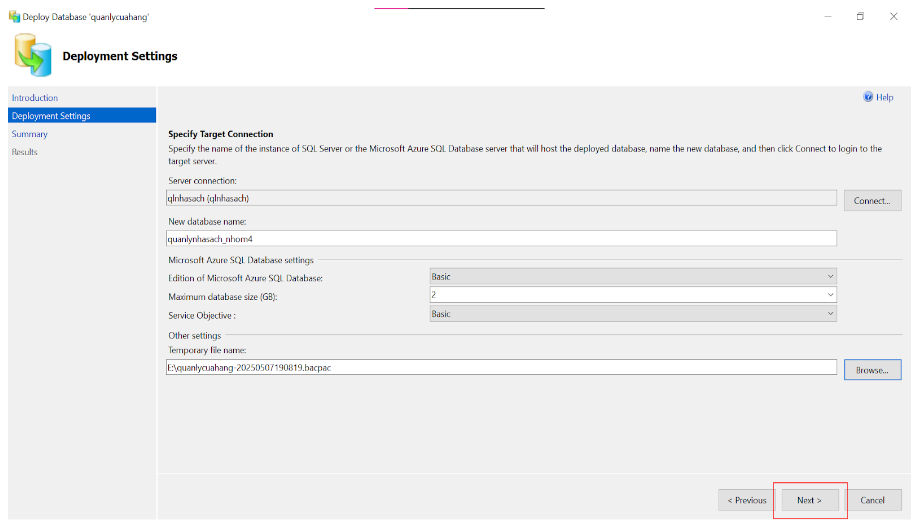 Deploy Database 'quanlycuahang'
Deployment Settings
Introduction
Deployment Settings
Summary
Results
Help
Specify Target Connection
Specify the name of the instance of SQL Server or the Microsoft Azure SQL Database server that will host the deployed database, name the new database, and then click Connect to login to the
target server.
Server connection:
qlnhasach (qlnhasach)
Connect...
New database name:
quanlynhasach_nhom4
Microsoft Azure SQL Database settings
Edition of Microsoft Azure SQL Database:
Basic
Maximum database size (GB):
2
Service Objective :
Basic
Other settings
Temporary file name:
E:\quanlycuahang-20250507190819.bacpac
Browse...
< Previous
Next >
Cancel